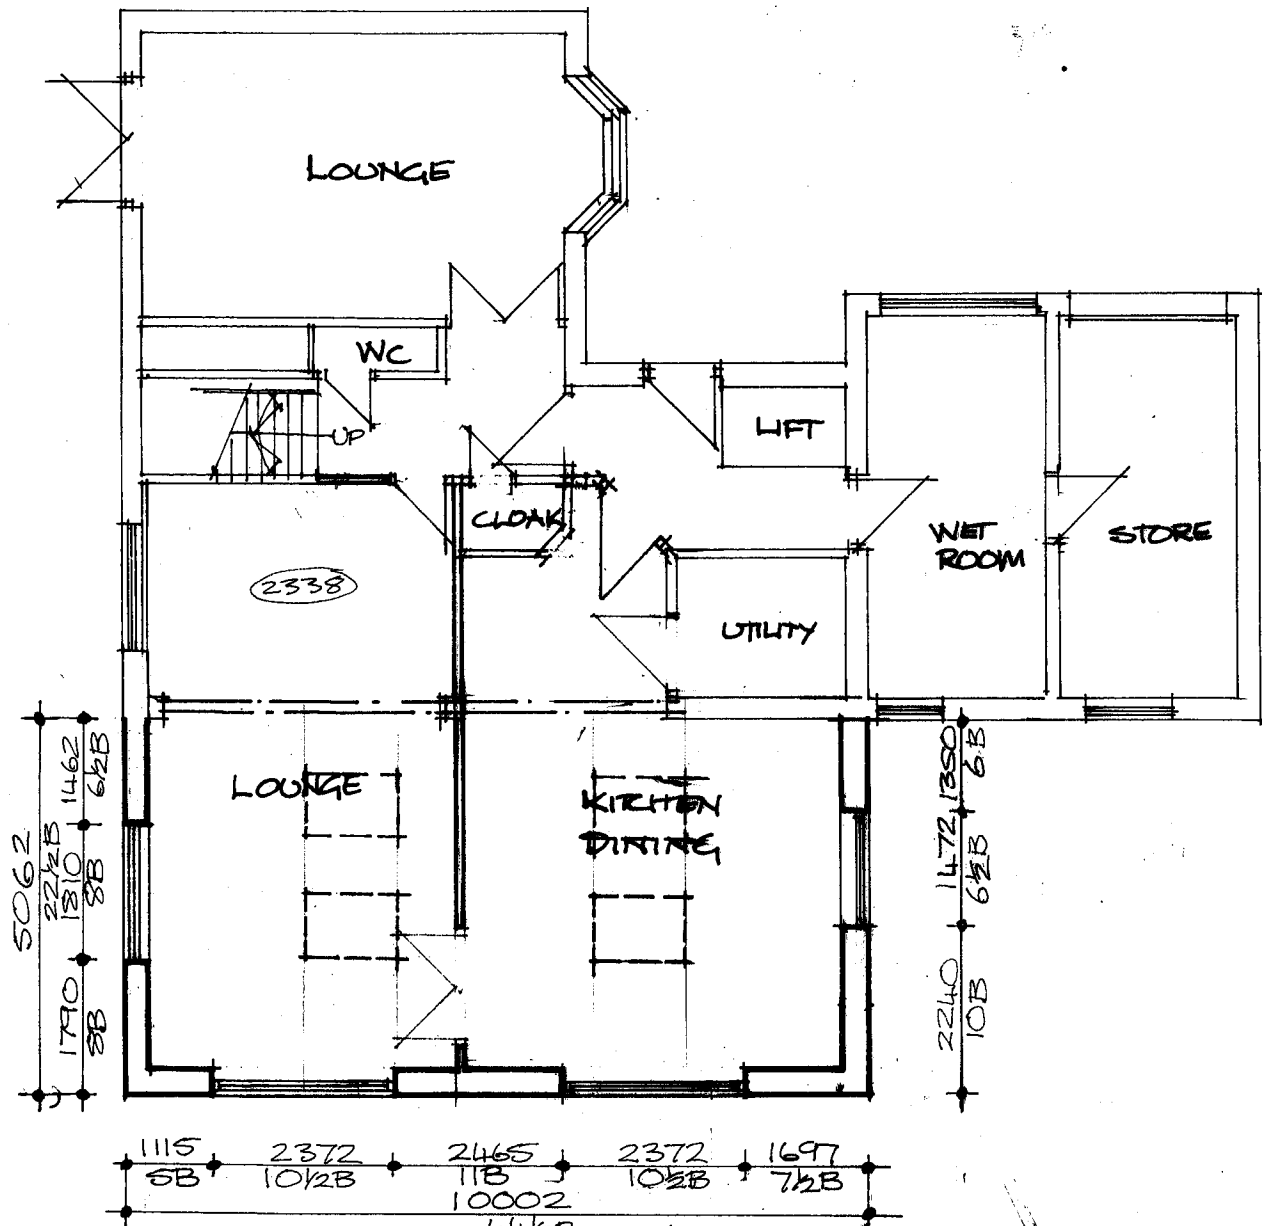 LOUNGE
WC
UP
LIFT
CLOAK
WET
ROOM
STORE
2338
UTILITY
LOUNGE
KITCHEN
DINING
5062
22½B
1462
6½B
1810
8B
1790
8B
1350
6B
1472
6½B
2240
10B
1115
5B
2372
10½B
2465
11B
2372
10½B
1697
7½B
10002